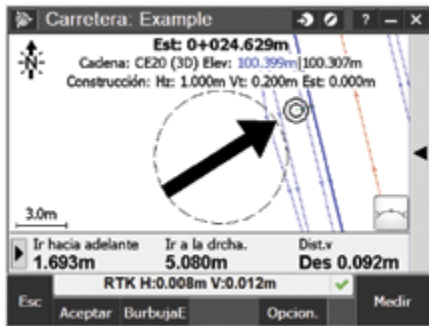 Carretera: Example
Est: 0+024.629m
Cadena: CE20 (3D) Elev: 100.399m|100.307m
Construcción: Hz: 1.000m Vt: 0.200m Est: 0.000m
3.0m
Ir hacia adelante Ir a la drcha. Dist.v
1.693m 5.080m Des 0.092m
RTK H:0.008m V:0.012m
Esc Aceptar BurbujaE Opcion. Medir